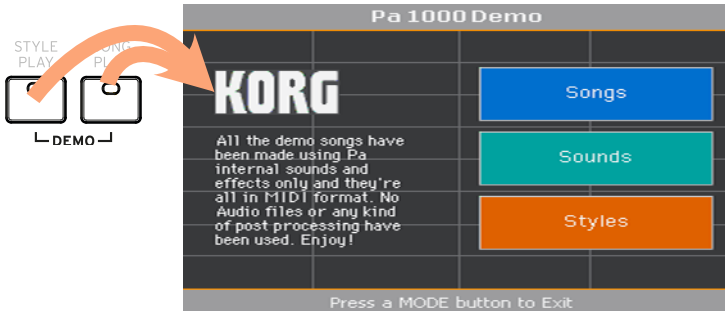 Pa 1000 Demo
STYLE
PLAY
DEMO
KORG
All the demo songs have
been made using Pa
internal sounds and
effects only and they're
all in MIDI format. No
Audio files or any kind
of post processing have
been used. Enjoy!
Songs
Sounds
Styles
Press a MODE button to Exit